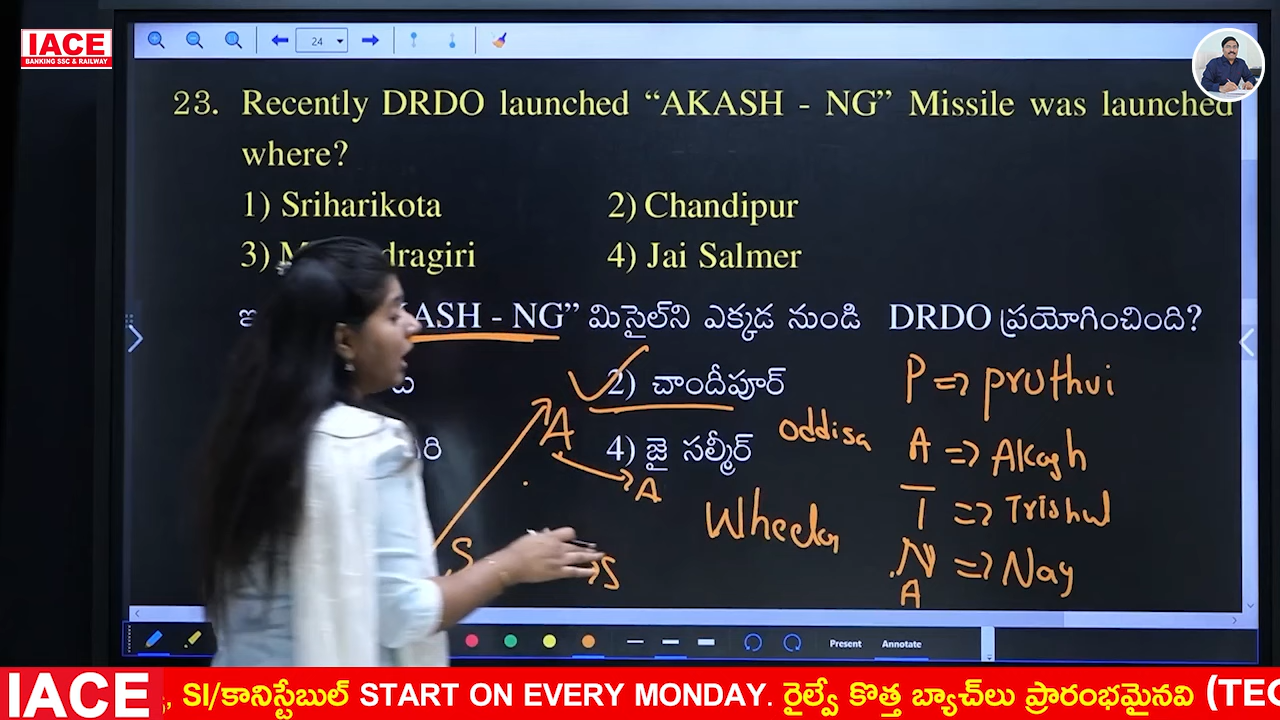 IACE
BANKING SSC & RAILWAY
24
23. Recently DRDO launched “AKASH - NG” Missile was launched
where?
1) Sriharikota 2) Chandipur
3) M dragiri 4) Jai Salmer
ఇ KASH - NG” మిసైల్‌ని ఎక్కడ నుండి DRDO ప్రయోగించింది?
2) చాందీపూర్
4) జై సల్మీర్
P => pruthvi
Oddisa
A => Akash
A
A
T => Trishul
Wheeler
S
S
N => Nag
A
Present Annotate
IACE , SI/కానిస్టేబుల్ START ON EVERY MONDAY. రైల్వే కొత్త బ్యాచ్‌లు ప్రారంభమైనవి (TEC